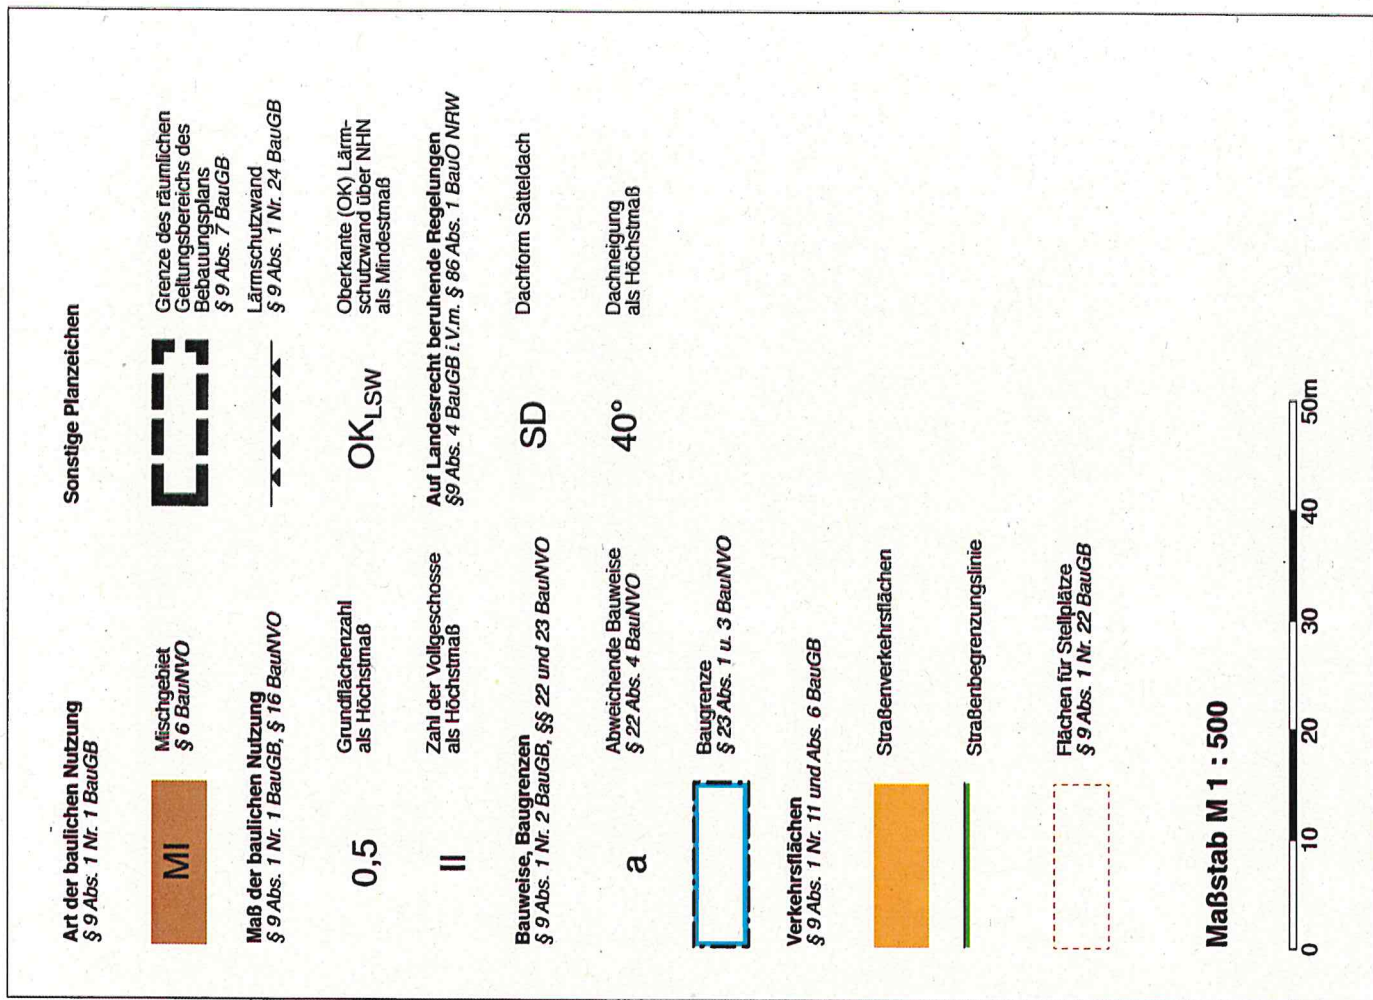 Art der baulichen Nutzung
§ 9 Abs. 1 Nr. 1 BauGB
MI
Mischgebiet
§ 6 BauNVO
Maß der baulichen Nutzung
§ 9 Abs. 1 Nr. 1 BauGB, § 16 BauNVO
0,5
Grundflächenzahl
als Höchstmaß
II
Zahl der Vollgeschosse
als Höchstmaß
Bauweise, Baugrenzen
§ 9 Abs. 1 Nr. 2 BauGB, §§ 22 und 23 BauNVO
a
Abweichende Bauweise
§ 22 Abs. 4 BauNVO
Baugrenze
§ 23 Abs. 1 u. 3 BauNVO
Verkehrsflächen
§ 9 Abs. 1 Nr. 11 und Abs. 6 BauGB
Straßenverkehrsflächen
Straßenbegrenzungslinie
Flächen für Stellplätze
§ 9 Abs. 1 Nr. 22 BauGB
Sonstige Planzeichen
Grenze des räumlichen
Geltungsbereichs des
Bebauungsplans
§ 9 Abs. 7 BauGB
Lärmschutzwand
§ 9 Abs. 1 Nr. 24 BauGB
OK LSW
Oberkante (OK) Lärm-
schutzwand über NHN
als Mindestmaß
Auf Landesrecht beruhende Regelungen
§9 Abs. 4 BauGB i.V.m. § 86 Abs. 1 BauO NRW
SD
Dachform Satteldach
40°
Dachneigung
als Höchstmaß
Maßstab M 1 : 500
0 10 20 30 40 50m